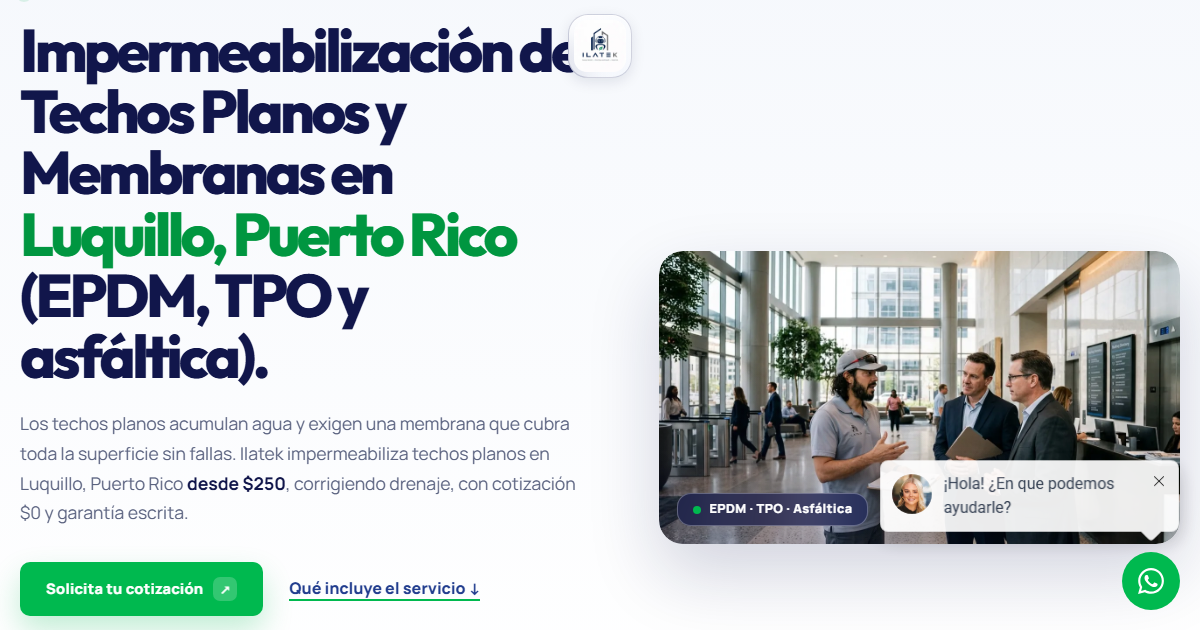 Impermeabilización de
ILATEK
Techos Planos y
Membranas en
Luquillo, Puerto Rico
(EPDM, TPO y
asfáltica).
Los techos planos acumulan agua y exigen una membrana que cubra
toda la superficie sin fallas. Ilatek impermeabiliza techos planos en
Luquillo, Puerto Rico desde $250, corrigiendo drenaje, con cotización
$0 y garantía escrita.
Solicita tu cotización ↗
Qué incluye el servicio ↓
EPDM · TPO · Asfáltica
¡Hola! ¿En que podemos
ayudarle?